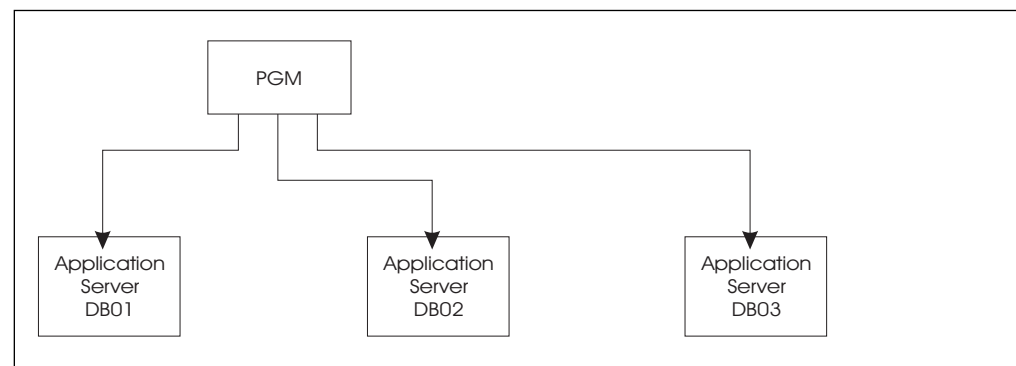 PGM
Application
Server
DB01
Application
Server
DB02
Application
Server
DB03